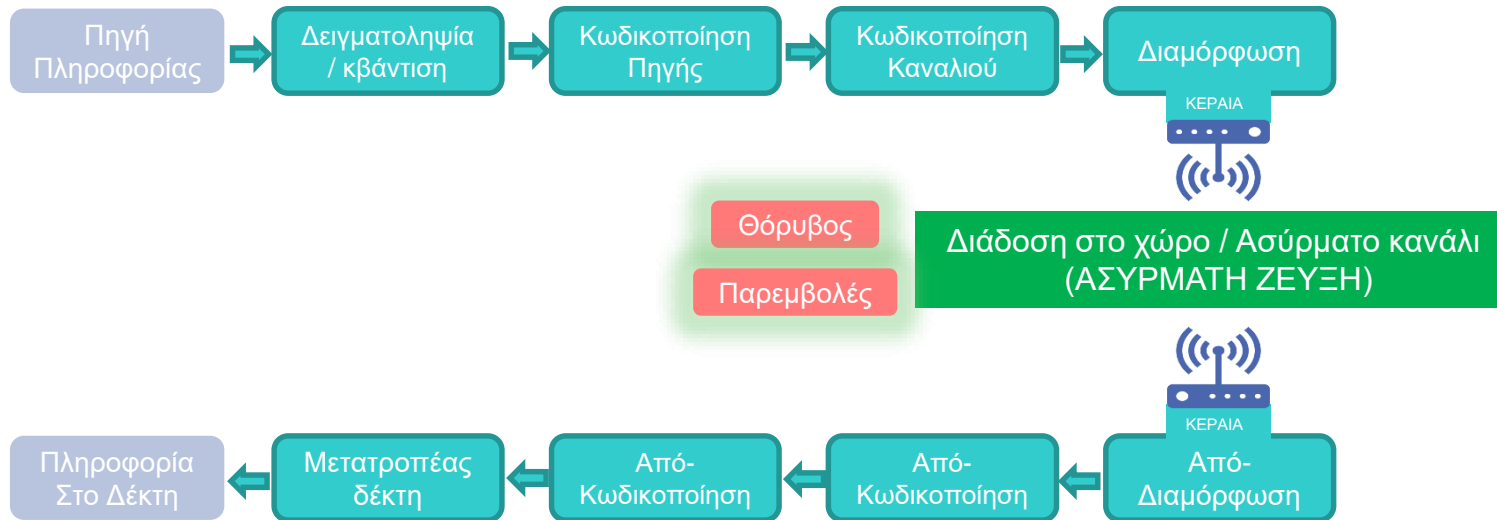 Πηγή
Πληροφορίας
Δειγματοληψία
/ κβάντιση
Κωδικοποίηση
Πηγής
Κωδικοποίηση
Καναλιού
Διαμόρφωση
ΚΕΡΑΙΑ
Θόρυβος
Παρεμβολές
Διάδοση στο χώρο / Ασύρματο κανάλι
(ΑΣΥΡΜΑΤΗ ΖΕΥΞΗ)
ΚΕΡΑΙΑ
Πληροφορία
Στο Δέκτη
Μετατροπέας
δέκτη
Από-
Κωδικοποίηση
Από-
Κωδικοποίηση
Από-
Διαμόρφωση